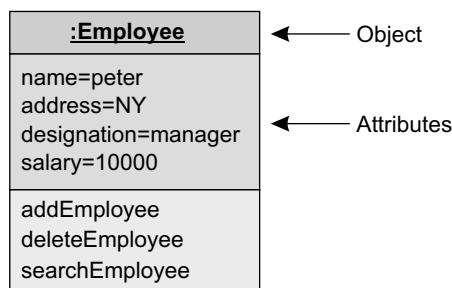 :Employee
Object
name=peter
address=NY
designation=manager
salary=10000
Attributes
addEmployee
deleteEmployee
searchEmployee